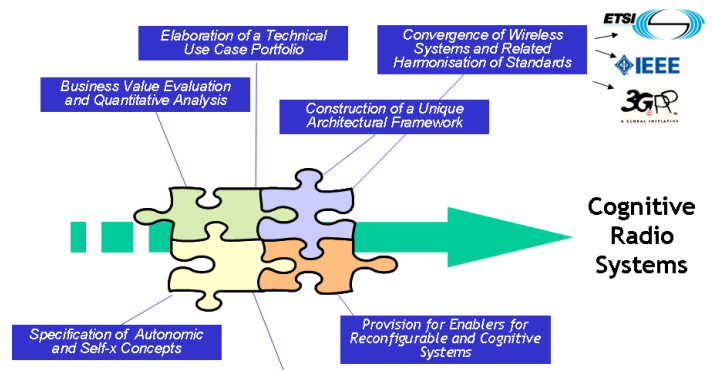 Elaboration of a Technical
Use Case Portfolio
Convergence of Wireless
Systems and Related
Harmonisation of Standards
ETSI
IEEE
3GPP
A GLOBAL INITIATIVE
Business Value Evaluation
and Quantitative Analysis
Construction of a Unique
Architectural Framework
Cognitive
Radio
Systems
Specification of Autonomic
and Self-x Concepts
Provision for Enablers for
Reconfigurable and Cognitive
Systems